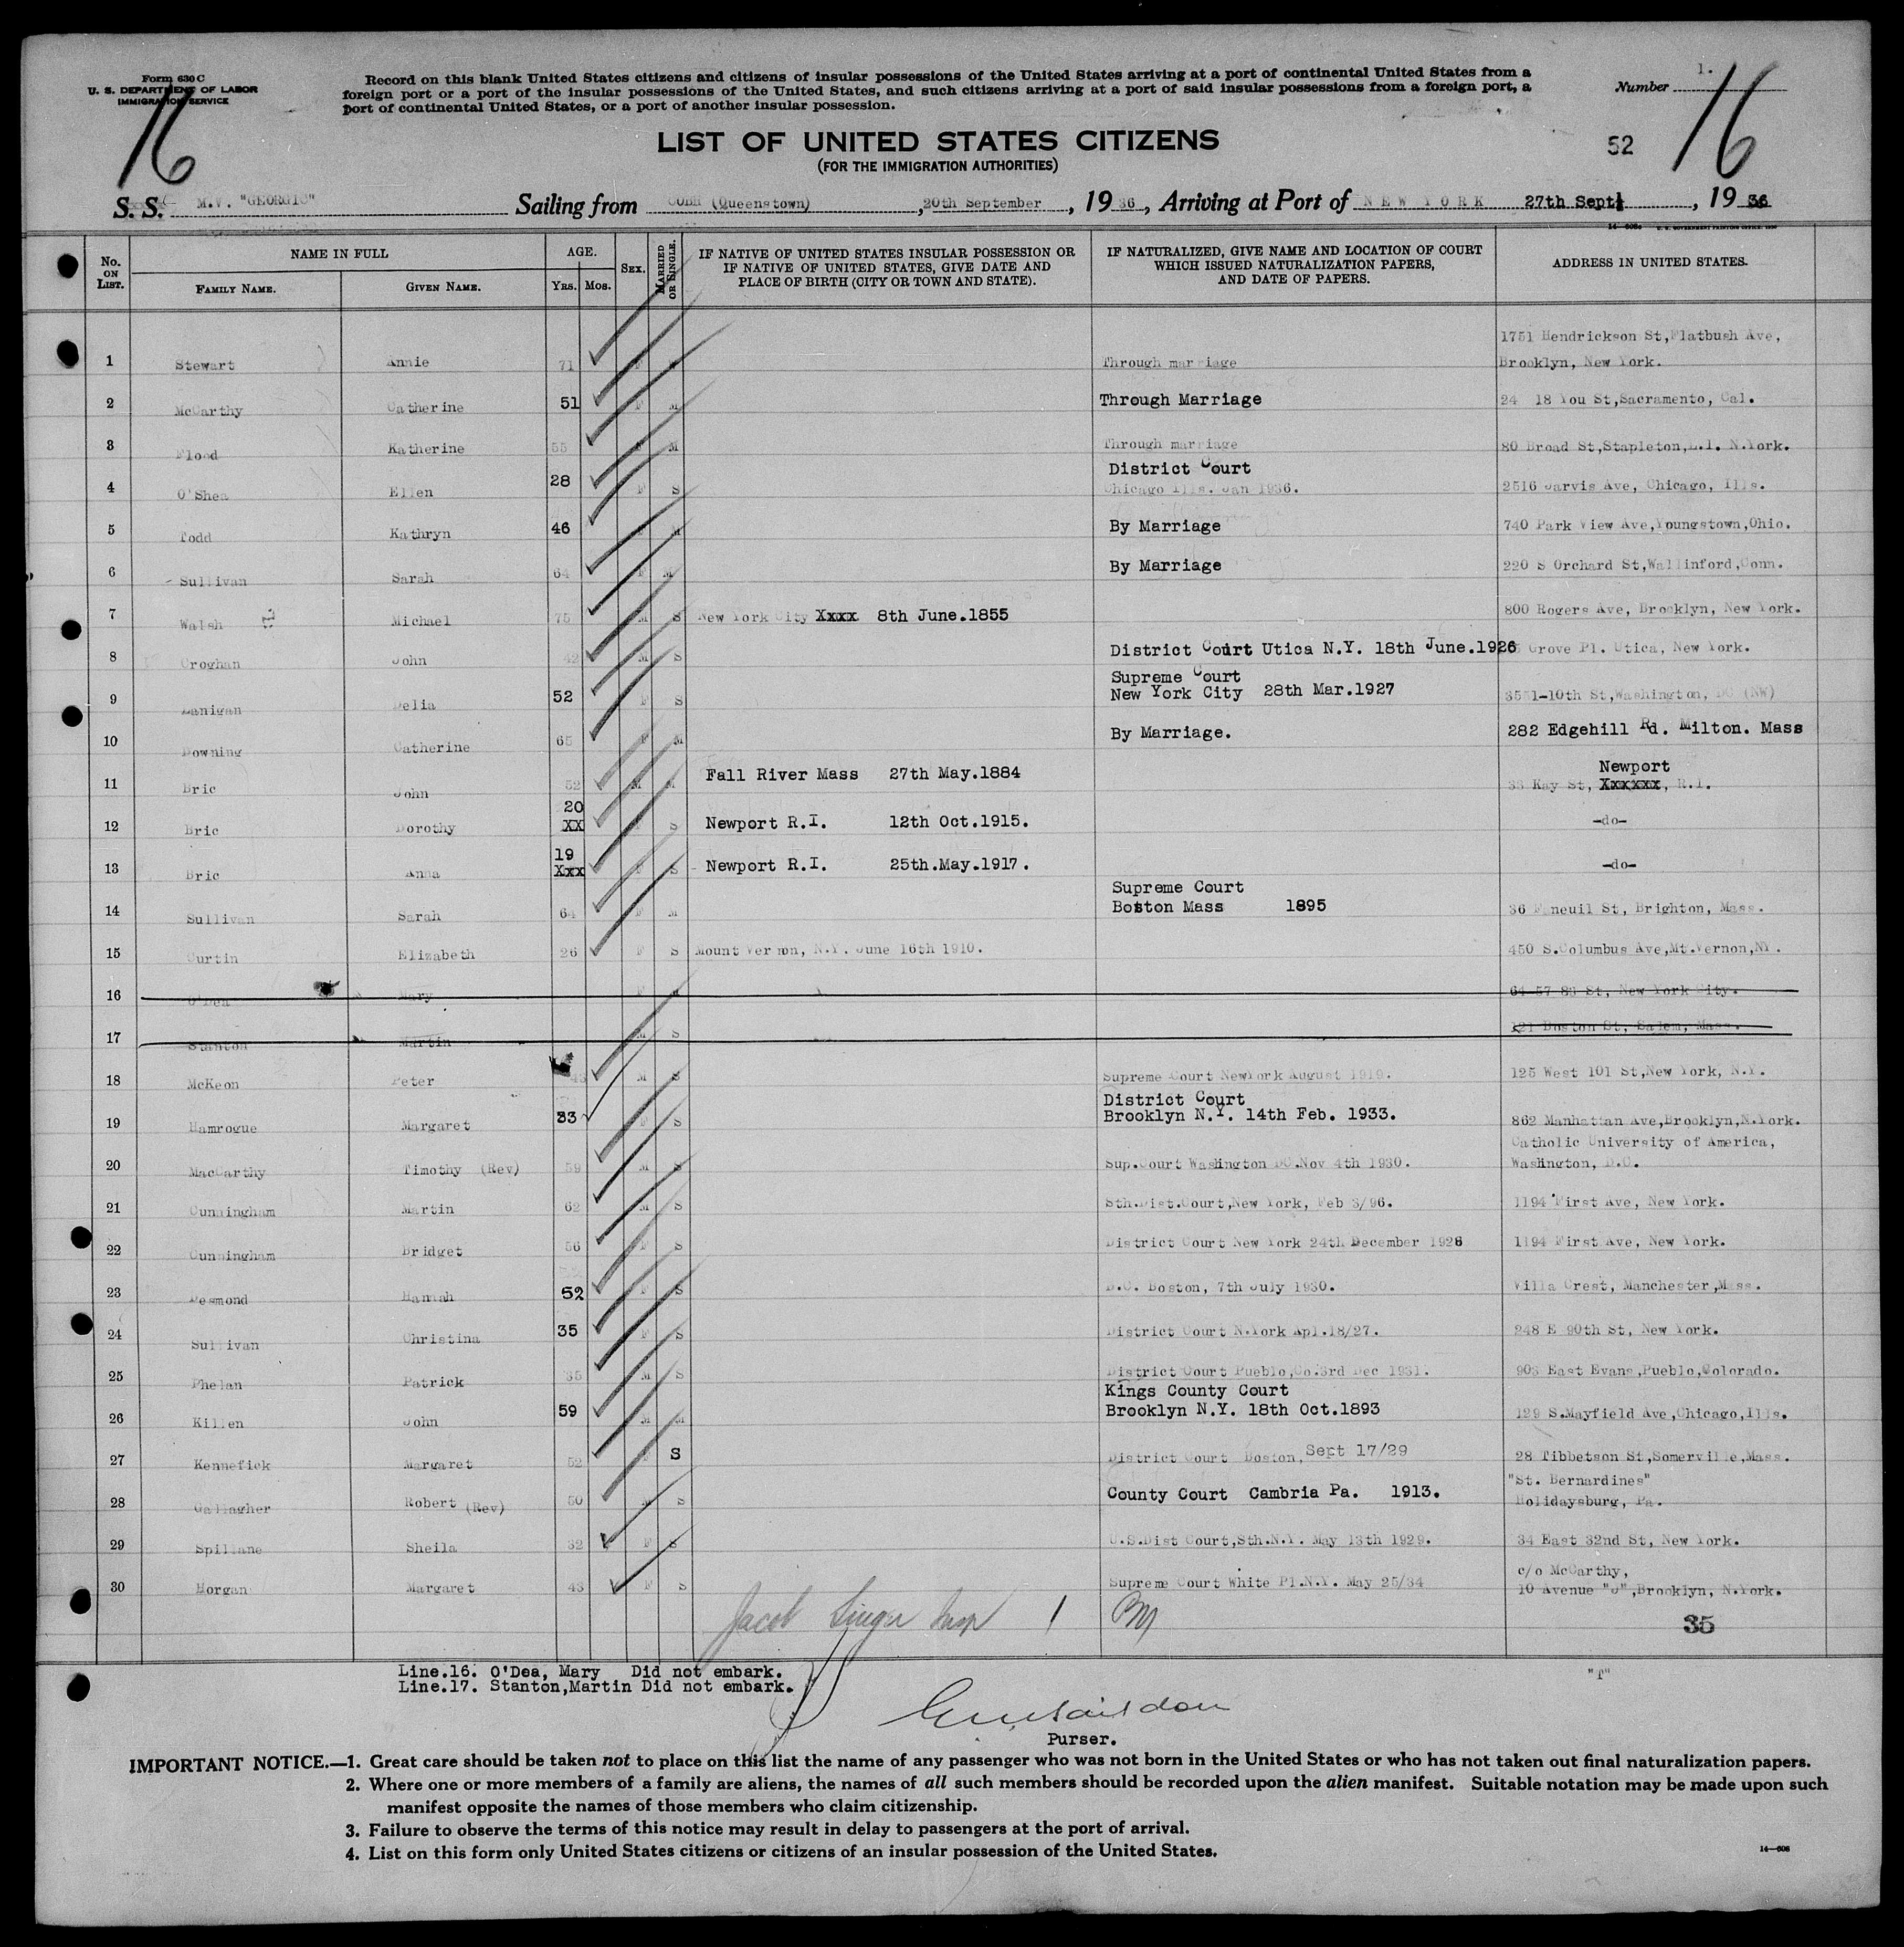 Form 630 C
U. S. DEPARTMENT OF LABOR
IMMIGRATION SERVICE
16
Record on this blank United States citizens and citizens of insular possessions of the United States arriving at a port of continental United States from a
foreign port or a port of the insular possessions of the United States, and such citizens arriving at a port of said insular possessions from a foreign port, a
port of continental United States, or a port of another insular possession.
Number 1.
16
LIST OF UNITED STATES CITIZENS
(FOR THE IMMIGRATION AUTHORITIES)
52
S. S. M.V. "GEORGIC" Sailing from COBH (Queenstown), 20th September, 1936, Arriving at Port of NEW YORK 27th Sept, 1936
No. ON LIST. NAME IN FULL FAMILY NAME. GIVEN NAME. AGE. YRS. MOS. SEX. MARRIED OR SINGLE. IF NATIVE OF UNITED STATES INSULAR POSSESSION OR IF NATIVE OF UNITED STATES, GIVE DATE AND PLACE OF BIRTH (CITY OR TOWN AND STATE). IF NATURALIZED, GIVE NAME AND LOCATION OF COURT WHICH ISSUED NATURALIZATION PAPERS, AND DATE OF PAPERS. ADDRESS IN UNITED STATES.
1 Stewart Annie 71 Through marriage 1751 Hendrickson St,Flatbush Ave, Brooklyn, New York.
2 McCarthy Catherine 51 F M Through Marriage 24 18 You St,Sacramento, Cal.
3 Flood Katherine 55 M Through marriage 80 Broad St,Stapleton,L.I. N.York.
4 O'Shea Ellen 28 F S District Court Chicago Ills. Jan 1936. 2516 Jarvis Ave, Chicago, Ills.
5 Todd Kathryn 46 M By Marriage 740 Park View Ave,Youngstown,Ohio.
6 Sullivan Sarah 64 F M By Marriage 220 S Orchard St,Wallinford,Conn.
7 Walsh Michael 75 M S New York City Xxxx 8th June.1855 800 Rogers Ave, Brooklyn, New York.
8 Croghan John 42 M S District Court Utica N.Y. 18th June.1926 Grove Pl. Utica, New York.
9 Lanigan Delia 52 F S Supreme Court New York City 28th Mar.1927 3551-10th St,Washington, DC (NW)
10 Downing Catherine 65 F M By Marriage. 282 Edgehill Rd. Milton. Mass
11 Bric John 52 M M Fall River Mass 27th May.1884 38 Kay St, Xxxxxx, Newport R.I.
12 Bric Dorothy 20 XX F S Newport R.I. 12th Oct.1915. -do-
13 Bric Anna 19 Xxx F S Newport R.I. 25th.May.1917. -do-
14 Sullivan Sarah 64 F M Supreme Court Boston Mass 1895 36 Faneuil St, Brighton, Mass.
15 Curtin Elizabeth 26 F S Mount Vernon, N.Y. June 16th 1910. 450 S.Columbus Ave,Mt.Vernon,NY.
16 O'Dea Mary F 64-57 83 St, New York City.
17 Stanton Martin M S 121 Boston St, Salem, Mass.
18 McKeon Peter 43 M S Supreme Court NewYork August 1919. 125 West 101 St,New York, N.Y.
19 Hamrogue Margaret 33 F S District Court Brooklyn N.Y. 14th Feb. 1933. 862 Manhattan Ave,Brooklyn,N.York.
20 MacCarthy Timothy (Rev) 59 M S Sup.Court Washington DC.Nov 4th 1930. Catholic University of America, Washington, D.C.
21 Cunningham Martin 62 M S Sth.Dist.Court,New York, Feb 3/96. 1194 First Ave, New York.
22 Cunningham Bridget 56 F S District Court New York 24th December 1928 1194 First Ave, New York.
23 Desmond Hannah 52 F S D.C. Boston, 7th July 1930. Villa Crest, Manchester,Mass.
24 Sullivan Christina 35 F S District Court N.York Apl.18/27. 248 E 90th St, New York.
25 Phelan Patrick 35 M S District Court Pueblo,Co.3rd Dec 1931. 903 East Evans,Pueblo,Colorado.
26 Killen John 59 M M Kings County Court Brooklyn N.Y. 18th Oct.1893 129 S.Mayfield Ave,Chicago,Ills.
27 Kennefick Margaret 52 S District Court Boston, Sept 17/29 28 Tibbetson St,Somerville,Mass.
28 Gallagher Robert (Rev) 50 M S County Court Cambria Pa. 1913. "St. Bernardines" Holidaysburg, Pa.
29 Spillane Sheila 32 F S U.S.Dist Court,Sth.N.Y. May 13th 1929. 34 East 32nd St, New York.
30 Horgan Margaret 43 F S Supreme Court White Pl.N.Y. May 25/34 c/o McCarthy, 10 Avenue "J",Brooklyn, N.York.
Jacob Singer Insp 1
35
Line.16. O'Dea, Mary Did not embark.
Line.17. Stanton,Martin Did not embark.
Purser.
IMPORTANT NOTICE.—1. Great care should be taken not to place on this list the name of any passenger who was not born in the United States or who has not taken out final naturalization papers.
2. Where one or more members of a family are aliens, the names of all such members should be recorded upon the alien manifest. Suitable notation may be made upon such
manifest opposite the names of those members who claim citizenship.
3. Failure to observe the terms of this notice may result in delay to passengers at the port of arrival.
4. List on this form only United States citizens or citizens of an insular possession of the United States.
14—608